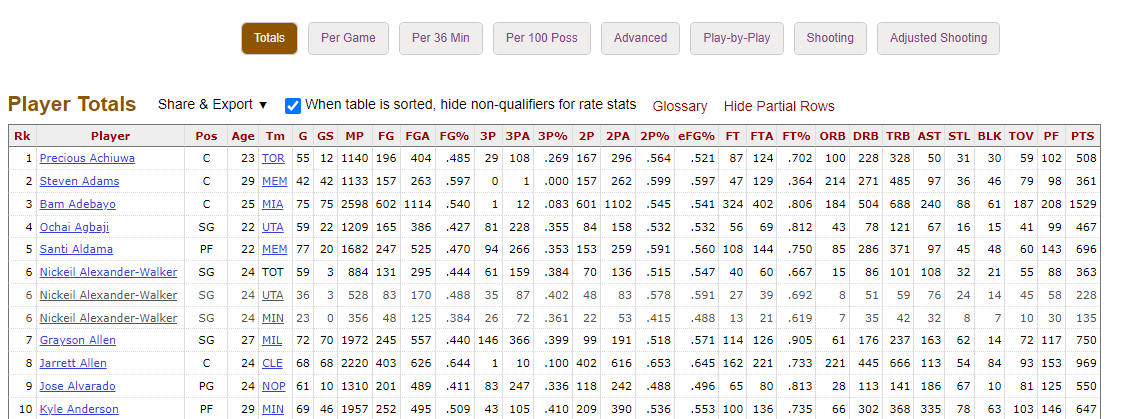 Totals Per Game Per 36 Min Per 100 Poss Advanced Play-by-Play Shooting Adjusted Shooting
Player Totals Share & Export ▼ When table is sorted, hide non-qualifiers for rate stats Glossary Hide Partial Rows
Rk Player Pos Age Tm G GS MP FG FGA FG% 3P 3PA 3P% 2P 2PA 2P% eFG% FT FTA FT% ORB DRB TRB AST STL BLK TOV PF PTS
1 Precious Achiuwa C 23 TOR 55 12 1140 196 404 .485 29 108 .269 167 296 .564 .521 87 124 .702 100 228 328 50 31 30 59 102 508
2 Steven Adams C 29 MEM 42 42 1133 157 263 .597 0 1 .000 157 262 .599 .597 47 129 .364 214 271 485 97 36 46 79 98 361
3 Bam Adebayo C 25 MIA 75 75 2598 602 1114 .540 1 12 .083 601 1102 .545 .541 324 402 .806 184 504 688 240 88 61 187 208 1529
4 Ochai Agbaji SG 22 UTA 59 22 1209 165 386 .427 81 228 .355 84 158 .532 .532 56 69 .812 43 78 121 67 16 15 41 99 467
5 Santi Aldama PF 22 MEM 77 20 1682 247 525 .470 94 266 .353 153 259 .591 .560 108 144 .750 85 286 371 97 45 48 60 143 696
6 Nickeil Alexander-Walker SG 24 TOT 59 3 884 131 295 .444 61 159 .384 70 136 .515 .547 40 60 .667 15 86 101 108 32 21 55 88 363
6 Nickeil Alexander-Walker SG 24 UTA 36 3 528 83 170 .488 35 87 .402 48 83 .578 .591 27 39 .692 8 51 59 76 24 14 45 58 228
6 Nickeil Alexander-Walker SG 24 MIN 23 0 356 48 125 .384 26 72 .361 22 53 .415 .488 13 21 .619 7 35 42 32 8 7 10 30 135
7 Grayson Allen SG 27 MIL 72 70 1972 245 557 .440 146 366 .399 99 191 .518 .571 114 126 .905 61 176 237 163 62 14 72 117 750
8 Jarrett Allen C 24 CLE 68 68 2220 403 626 .644 1 10 .100 402 616 .653 .645 162 221 .733 221 445 666 113 54 84 93 153 969
9 Jose Alvarado PG 24 NOP 61 10 1310 201 489 .411 83 247 .336 118 242 .488 .496 65 80 .813 28 113 141 186 67 10 81 125 550
10 Kyle Anderson PF 29 MIN 69 46 1957 252 495 .509 43 105 .410 209 390 .536 .553 100 136 .735 66 302 368 335 78 63 103 146 647